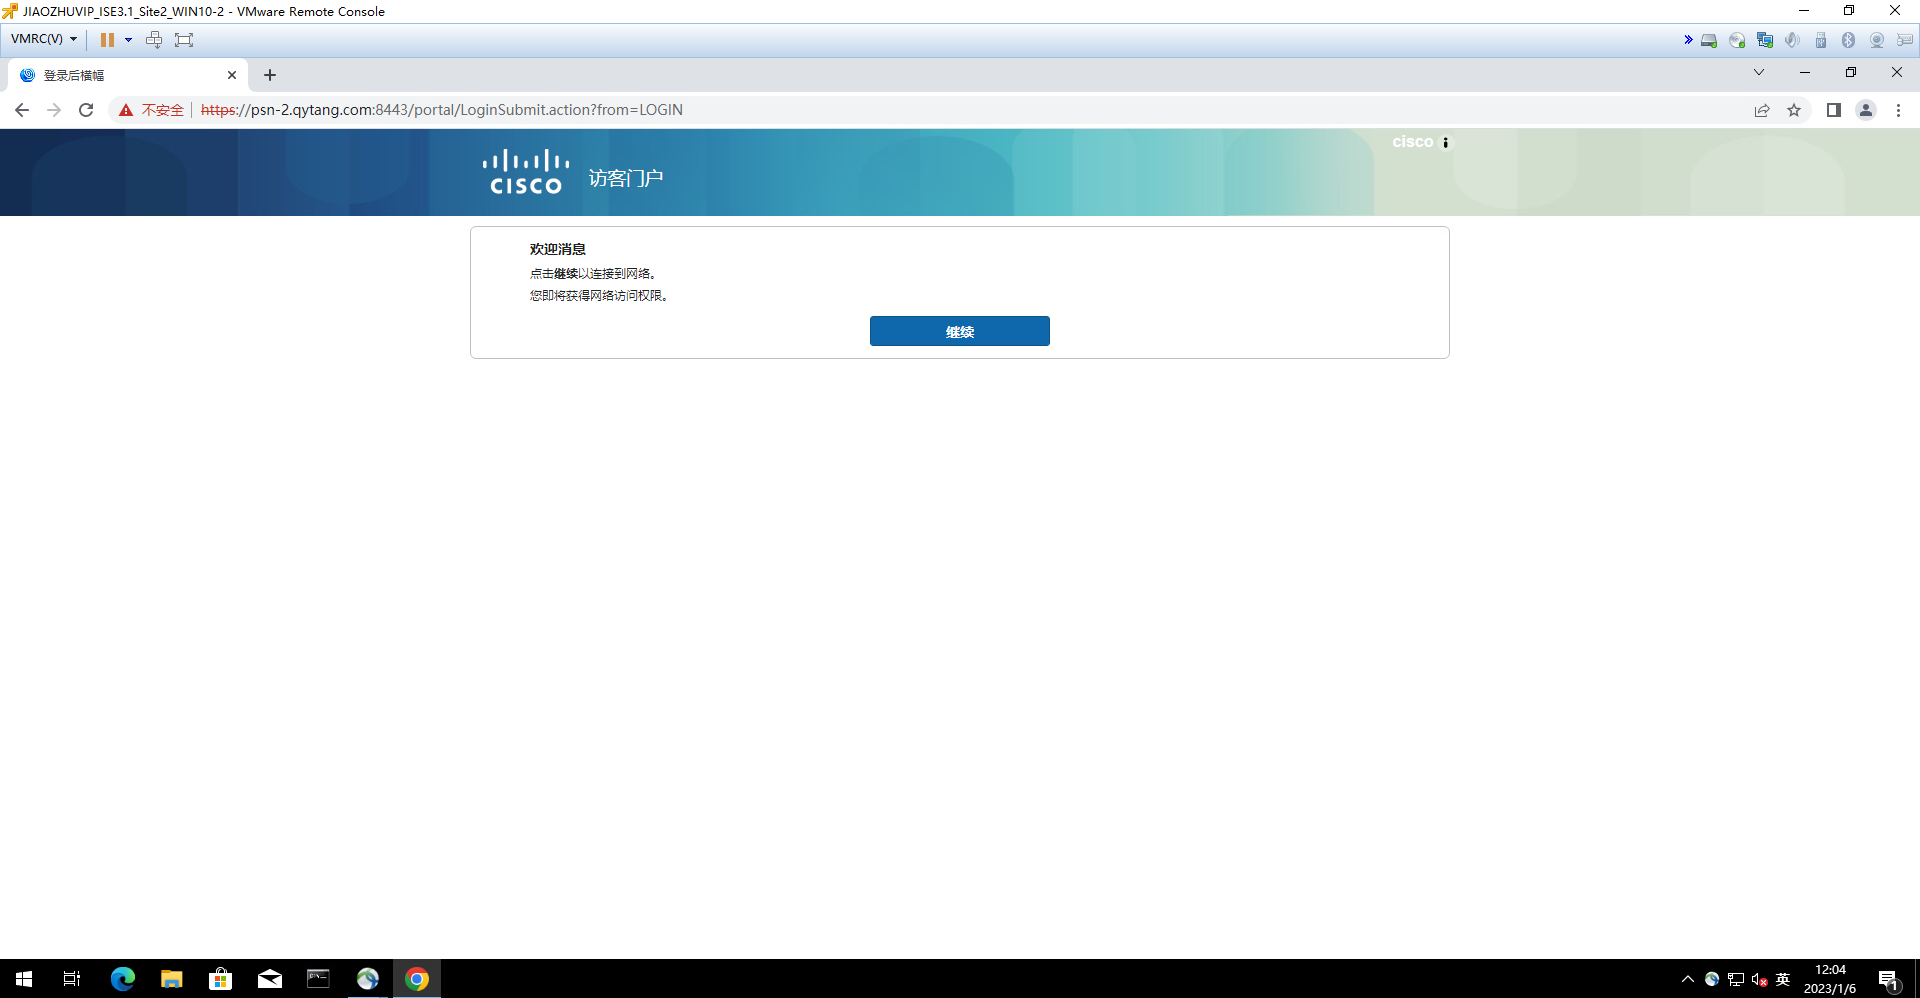 JIAOZHUVIP_ISE3.1_Site2_WIN10-2 - VMware Remote Console
VMRC(V)
登录后横幅
不安全
https://psn-2.qytang.com:8443/portal/LoginSubmit.action?from=LOGIN
cisco
CISCO 访客门户
欢迎消息
点击继续以连接到网络。
您即将获得网络访问权限。
继续
英
12:04
2023/1/6
1